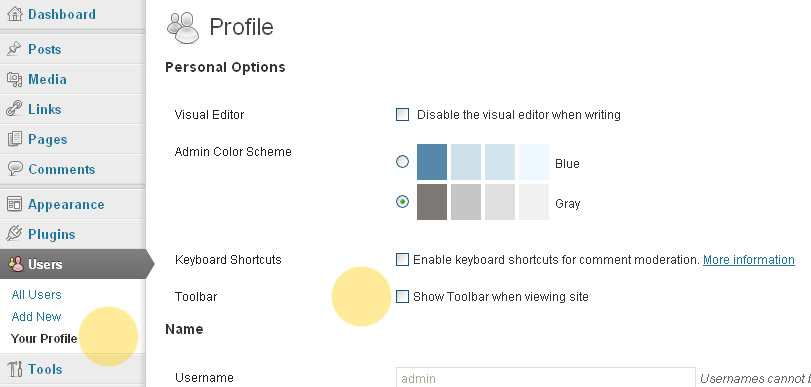 Dashboard
Posts
Media
Links
Pages
Comments
Appearance
Plugins
Users
All Users
Add New
Your Profile
Tools
Profile
Personal Options
Visual Editor Disable the visual editor when writing
Admin Color Scheme Blue
Gray
Keyboard Shortcuts Enable keyboard shortcuts for comment moderation. More information
Toolbar Show Toolbar when viewing site
Name
Username admin Usernames cannot b